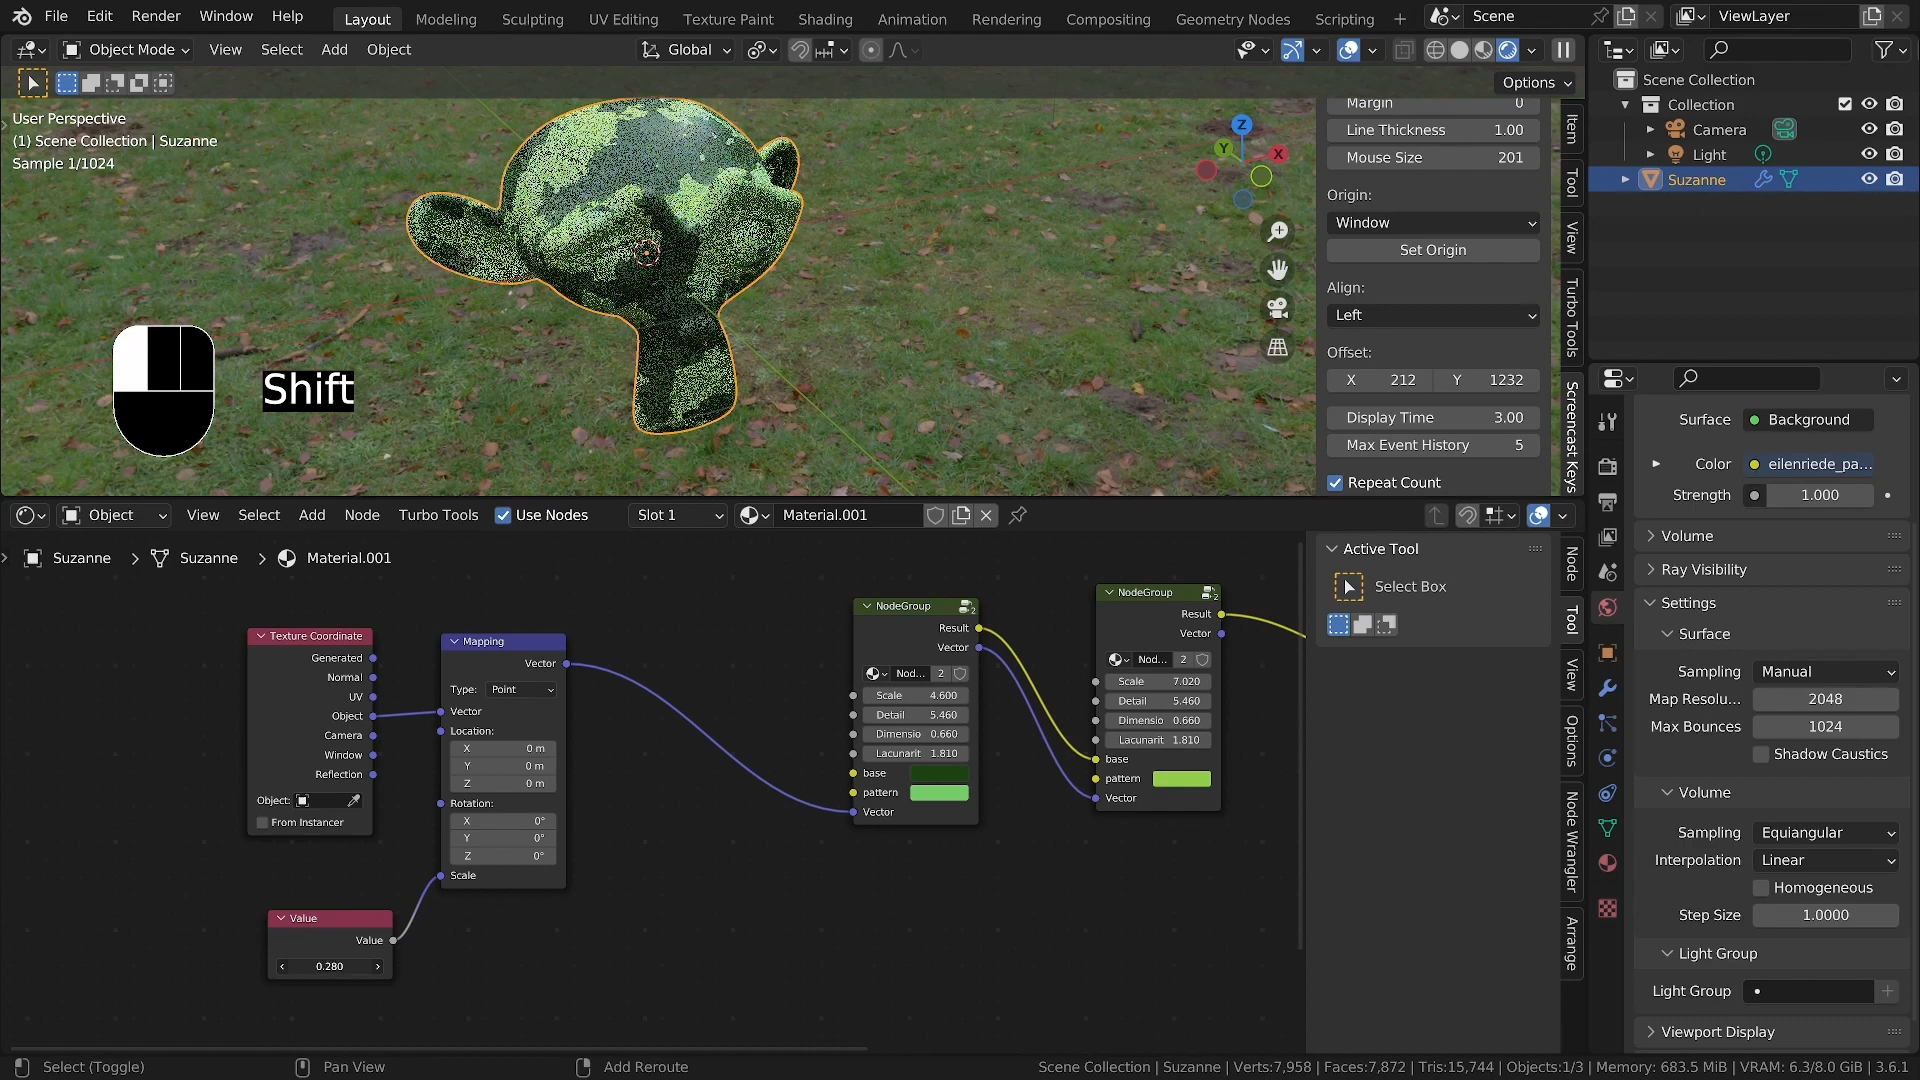 File Edit Render Window Help Layout Modeling Sculpting UV Editing Texture Paint Shading Animation Rendering Compositing Geometry Nodes Scripting + Scene ViewLayer
Object Mode View Select Add Object Global
Options
User Perspective
(1) Scene Collection | Suzanne
Sample 1/1024
Z
Y
X
Shift
Margin 0
Line Thickness 1.00
Mouse Size 201
Origin:
Window
Set Origin
Align:
Left
Offset:
X 212 Y 1232
Display Time 3.00
Max Event History 5
Repeat Count
Item
Tool
View
Turbo Tools
Screencast Keys
Scene Collection
Collection
Camera
Light
Suzanne
Object View Select Add Node Turbo Tools Use Nodes Slot 1 Material.001
Suzanne > Suzanne > Material.001
Texture Coordinate
Generated
Normal
UV
Object
Camera
Window
Reflection
Object:
From Instancer
Value
Value
0.280
Mapping
Vector
Type: Point
Vector
Location:
X 0 m
Y 0 m
Z 0 m
Rotation:
X 0°
Y 0°
Z 0°
Scale
NodeGroup
Result
Vector
Nod... 2
Scale 4.600
Detail 5.460
Dimensio 0.660
Lacunarit 1.810
base
pattern
Vector
NodeGroup
Result
Vector
Nod... 2
Scale 7.020
Detail 5.460
Dimensio 0.660
Lacunarit 1.810
base
pattern
Vector
Active Tool
Select Box
Node
Tool
View
Options
Node Wrangler
Arrange
Surface Background
Color eilenriede_pa...
Strength 1.000
Volume
Ray Visibility
Settings
Surface
Sampling Manual
Map Resolu... 2048
Max Bounces 1024
Shadow Caustics
Volume
Sampling Equiangular
Interpolation Linear
Homogeneous
Step Size 1.0000
Light Group
Light Group
Viewport Display
Select (Toggle) Pan View Add Reroute Scene Collection | Suzanne | Verts:7,958 | Faces:7,872 | Tris:15,744 | Objects:1/3 | Memory: 683.5 MiB | VRAM: 6.3/8.0 GiB | 3.6.1